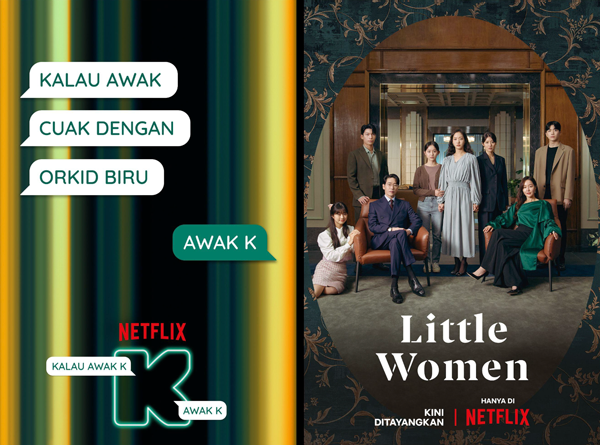 KALAU AWAK
CUAK DENGAN
ORKID BIRU
AWAK K
NETFLIX
KALAU AWAK K
K
AWAK K
Little
Women
KINI
DITAYANGKAN
HANYA DI
NETFLIX